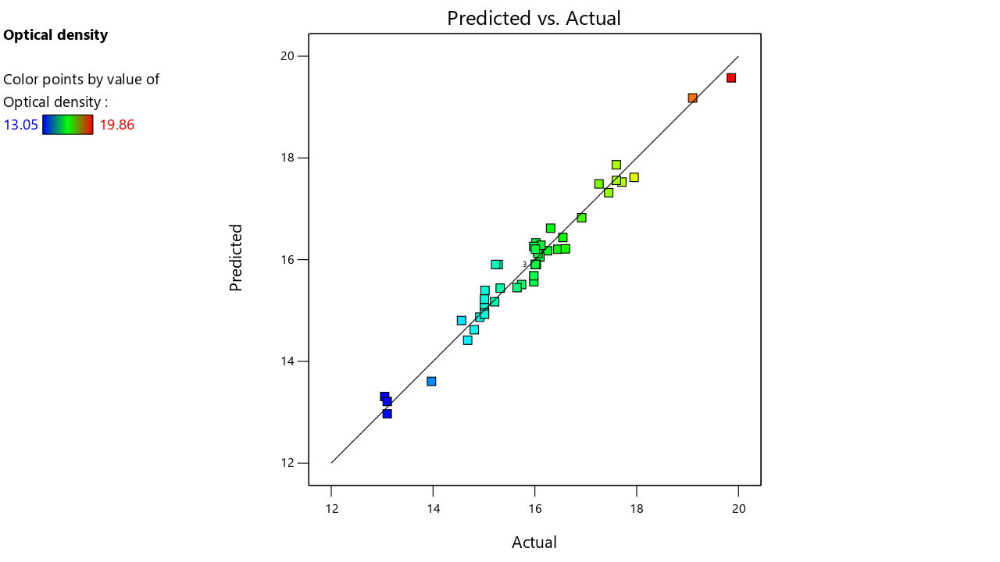 Predicted vs. Actual
Optical density
Color points by value of
Optical density :
13.05 19.86
Predicted
20
18
16
14
12
3
12 14 16 18 20
Actual